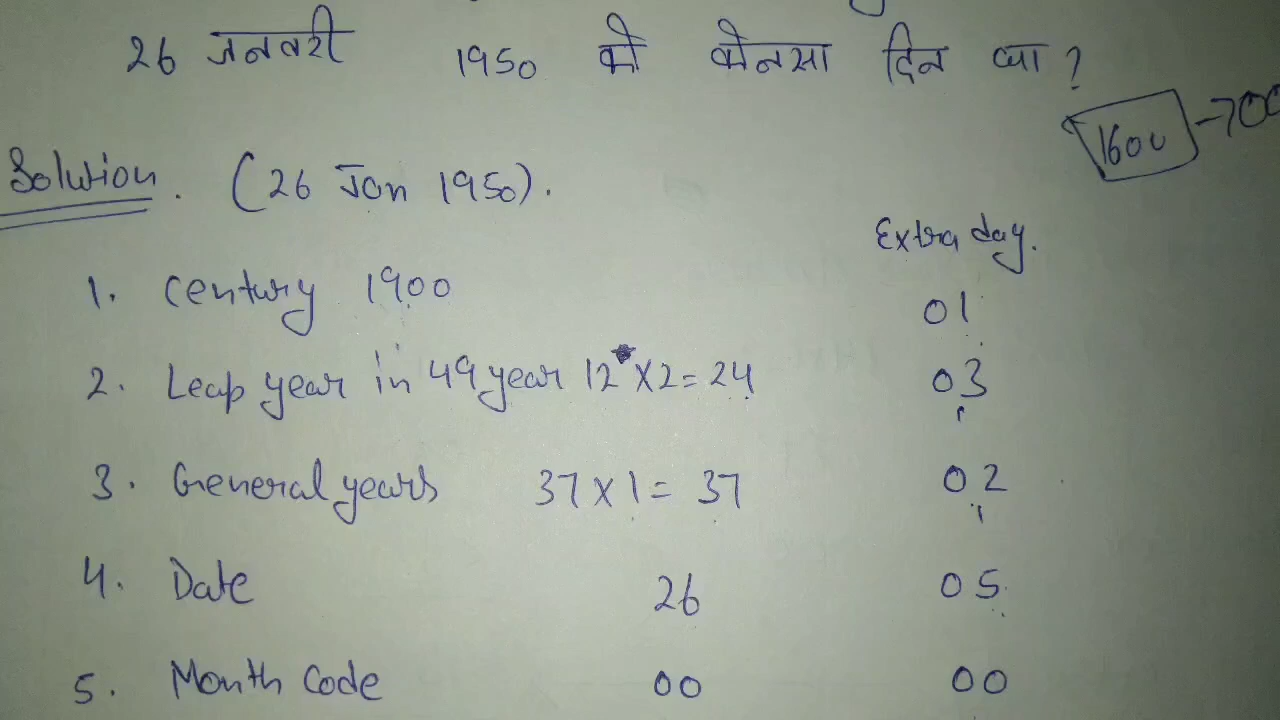 26 जनवरी 1950 को कोनसा दिन था ?
1600 → 00
Solution. (26 Jan 1950).
Extra day.
1. Century 1900 01
2. Leap year in 49 year 12 X2=24 03
3. General years 37 X 1 = 37 02
4. Date 26 05
5. Month Code 00 00